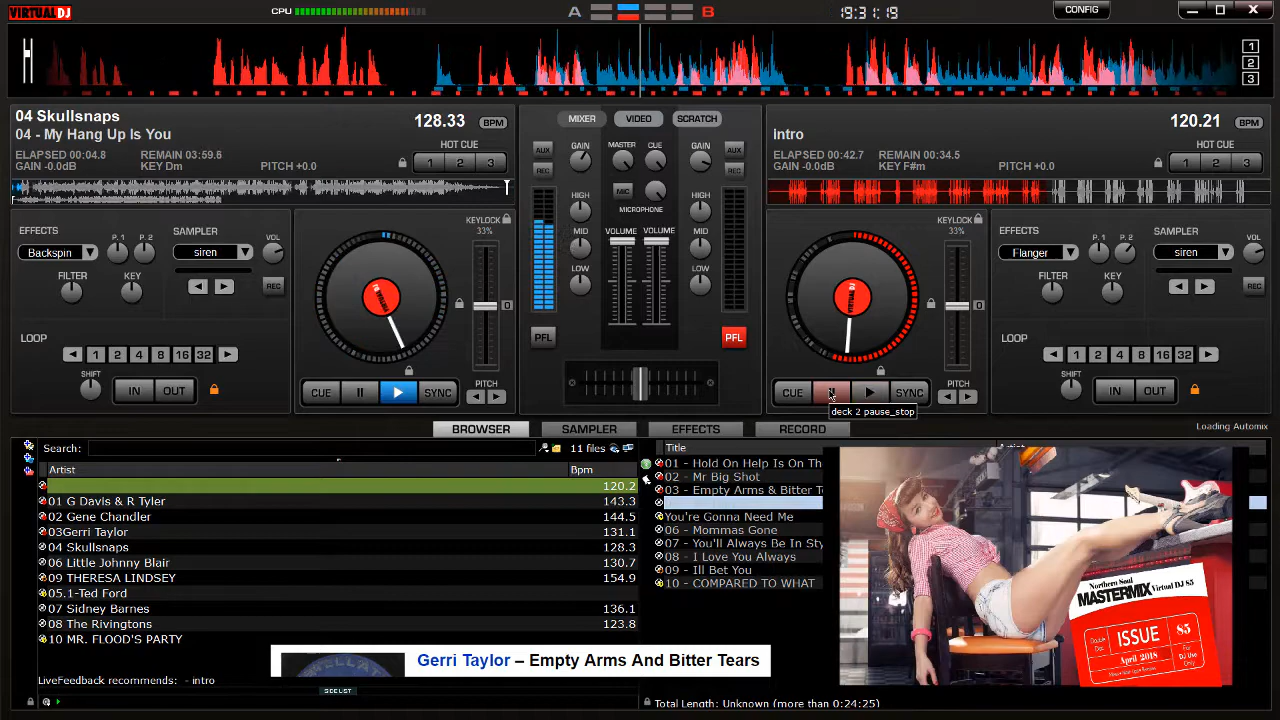 VIRTUAL DJ
CPU
A
B
19:31:19
CONFIG
1
2
3
04 Skullsnaps
04 - My Hang Up Is You
128.33 BPM
ELAPSED 00:04.8 REMAIN 03:59.6
GAIN -0.0dB KEY Dm PITCH +0.0
HOT CUE
1 2 3
MIXER VIDEO SCRATCH
intro
120.21 BPM
ELAPSED 00:42.7 REMAIN 00:34.5
GAIN -0.0dB KEY F#m PITCH +0.0
HOT CUE
1 2 3
EFFECTS
P. 1 P. 2
SAMPLER
VOL
Backspin
siren
FILTER KEY
REC
LOOP
1 2 4 8 16 32
SHIFT
IN OUT
KEYLOCK
33%
0
CUE SYNC
PITCH
AUX
REC
GAIN
MASTER CUE
GAIN
AUX
REC
HIGH
MIC
HIGH
MICROPHONE
MID
VOLUME VOLUME
MID
LOW
LOW
PFL
PFL
VIRTUAL DJ
KEYLOCK
33%
0
CUE SYNC
PITCH
deck 2 pause_stop
EFFECTS
P. 1 P. 2
SAMPLER
VOL
Flanger
siren
FILTER KEY
REC
LOOP
1 2 4 8 16 32
SHIFT
IN OUT
Loading Automix
BROWSER SAMPLER EFFECTS RECORD
Search:
11 files
Artist Bpm
120.2
01 G Davis & R Tyler 143.3
02 Gene Chandler 144.5
03Gerri Taylor 131.1
04 Skullsnaps 128.3
06 Little Johnny Blair 130.7
09 THERESA LINDSEY 154.9
05.1-Ted Ford
07 Sidney Barnes 136.1
08 The Rivingtons 123.8
10 MR. FLOOD'S PARTY
LiveFeedback recommends: - intro
Title
01 - Hold On Help Is On Th
02 - Mr Big Shot
03 - Empty Arms & Bitter T
You're Gonna Need Me
06 - Mommas Gone
07 - You'll Always Be In Sty
08 - I Love You Always
09 - Ill Bet You
10 - COMPARED TO WHAT
Total Length: Unknown (more than 0:24:25)
Gerri Taylor – Empty Arms And Bitter Tears
Northern Soul
MASTERMIX Virtual DJ 85
ISSUE 85
April 2018
For DJ Use Only